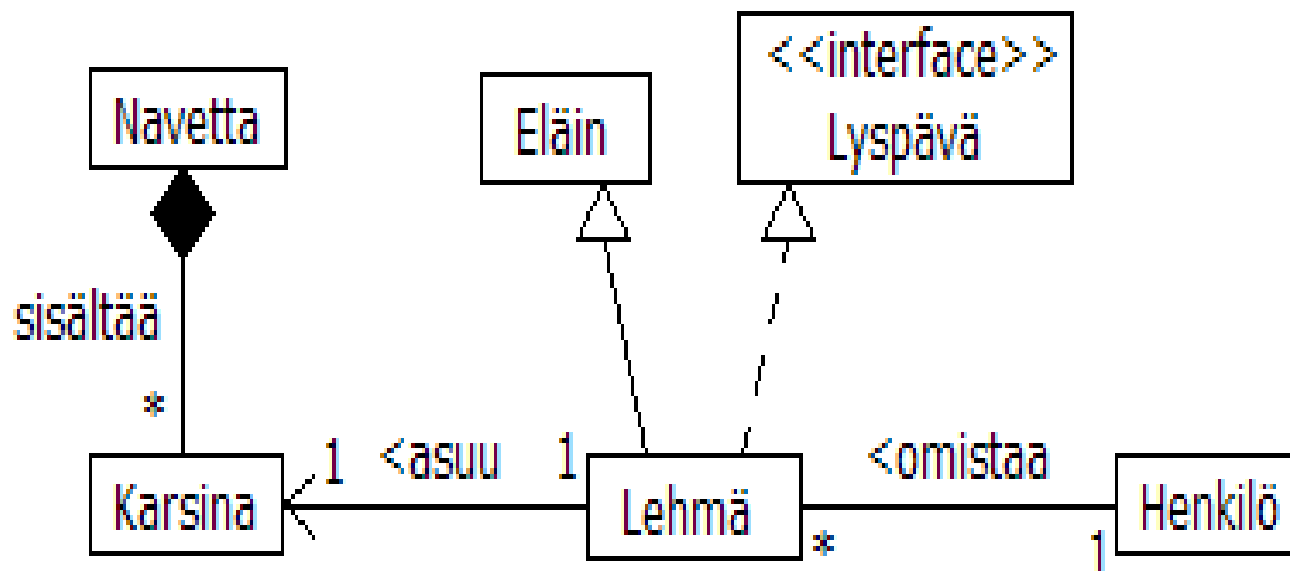 Navetta
Eläin
<<interface>>
Lyspävä
sisältää
*
1 <asuu 1
<omistaa
Karsina
Lehmä
Henkilö
* 1